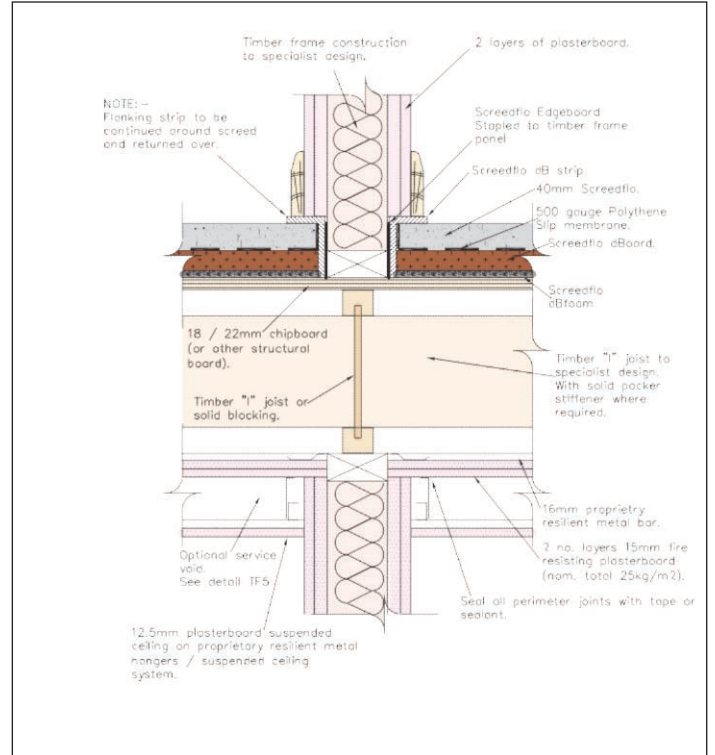 Timber frame construction
to specialist design.
2 layers of plasterboard.
NOTE:-
Flanking strip to be
continued around screed
and returned over.
Screedflo Edgeboard
Stapled to timber frame
panel
Screedflo dB strip
40mm Screedflo.
500 gauge Polythene
Slip membrane.
Screedflo dBoard.
Screedflo
dBfoam
18 / 22mm chipboard
(or other structural
board).
Timber "I" joist or
solid blocking.
Timber "I" joist to
specialist design.
With solid packer
stiffener where
required.
16mm proprietry
resilient metal bar.
2 no. layers 15mm fire
resisting plasterboard
(nom. total 25kg/m2).
Optional service
void.
See detail TF5
Seal all perimeter joints with tape or
sealant.
12.5mm plasterboard suspended
ceiling on proprietary resilient metal
hangers / suspended ceiling
system.